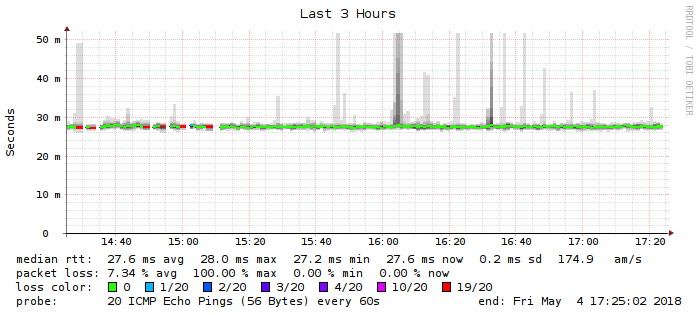 Last 3 Hours
RRDTOOL / TOBI OETIKER
Seconds
50 m
40 m
30 m
20 m
10 m
0
14:40 15:00 15:20 15:40 16:00 16:20 16:40 17:00 17:20
median rtt: 27.6 ms avg 28.0 ms max 27.2 ms min 27.6 ms now 0.2 ms sd 174.9 am/s
packet loss: 7.34 % avg 100.00 % max 0.00 % min 0.00 % now
loss color: 0 1/20 2/20 3/20 4/20 10/20 19/20
probe: 20 ICMP Echo Pings (56 Bytes) every 60s end: Fri May 4 17:25:02 2018